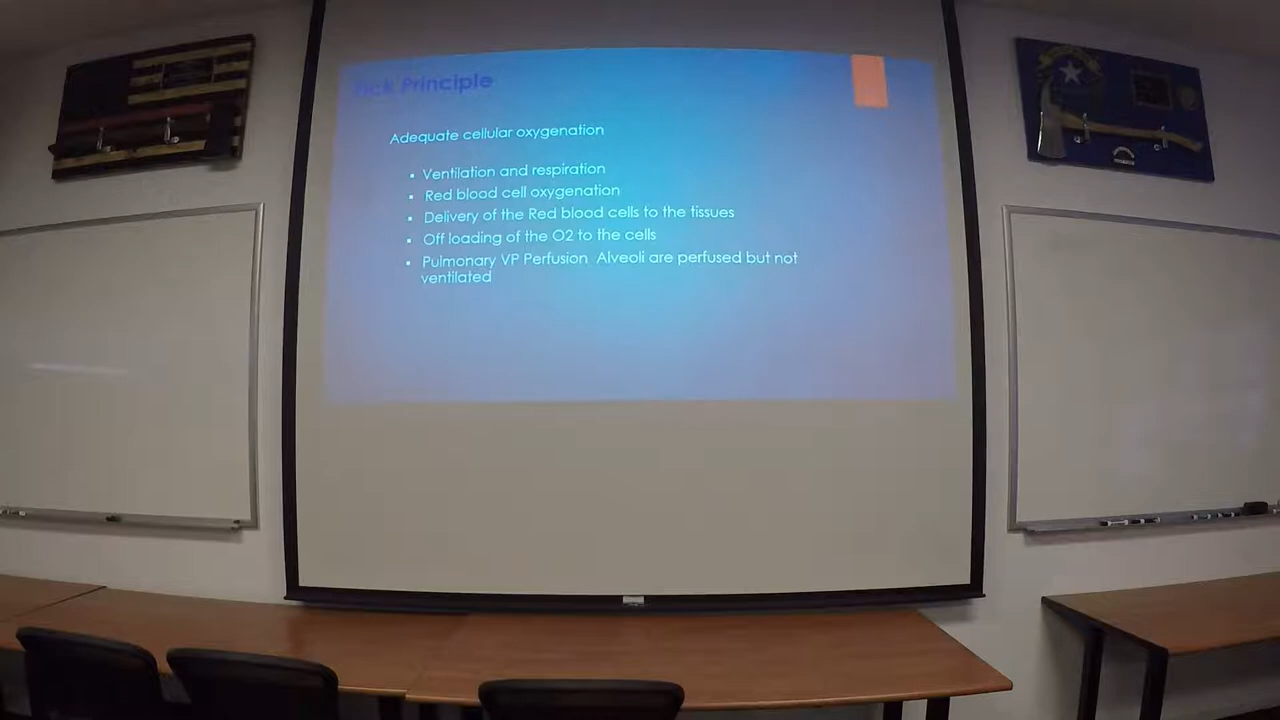 Fick Principle
Adequate cellular oxygenation
▪ Ventilation and respiration
▪ Red blood cell oxygenation
▪ Delivery of the Red blood cells to the tissues
▪ Off loading of the O2 to the cells
▪ Pulmonary VP Perfusion Alveoli are perfused but not
ventilated